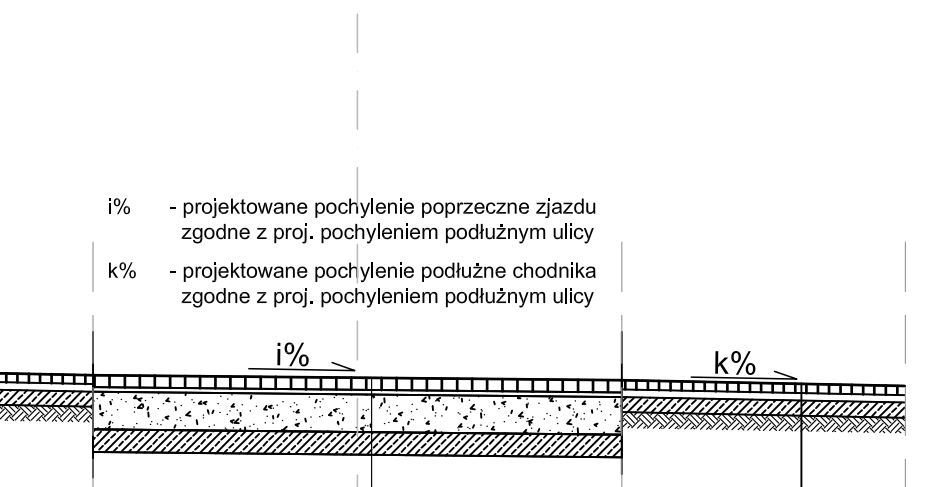 i% - projektowane pochylenie poprzeczne zjazdu
zgodne z proj. pochyleniem podłużnym ulicy
k% - projektowane pochylenie podłużne chodnika
zgodne z proj. pochyleniem podłużnym ulicy
i%
k%